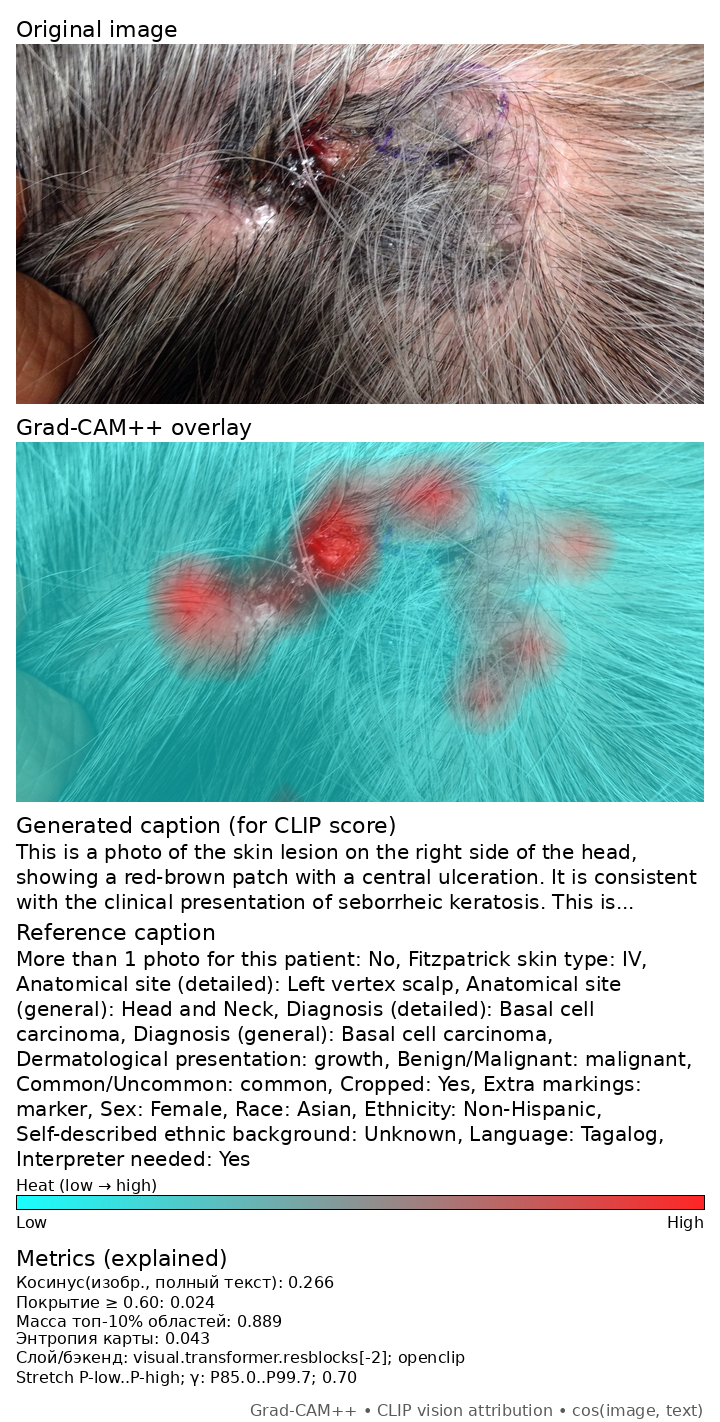 Original image
Grad-CAM++ overlay
Generated caption (for CLIP score)
This is a photo of the skin lesion on the right side of the head,
showing a red-brown patch with a central ulceration. It is consistent
with the clinical presentation of seborrheic keratosis. This is...
Reference caption
More than 1 photo for this patient: No, Fitzpatrick skin type: IV,
Anatomical site (detailed): Left vertex scalp, Anatomical site
(general): Head and Neck, Diagnosis (detailed): Basal cell
carcinoma, Diagnosis (general): Basal cell carcinoma,
Dermatological presentation: growth, Benign/Malignant: malignant,
Common/Uncommon: common, Cropped: Yes, Extra markings:
marker, Sex: Female, Race: Asian, Ethnicity: Non-Hispanic,
Self-described ethnic background: Unknown, Language: Tagalog,
Interpreter needed: Yes
Heat (low → high)
Low High
Metrics (explained)
Косинус(изобр., полный текст): 0.266
Покрытие ≥ 0.60: 0.024
Масса топ-10% областей: 0.889
Энтропия карты: 0.043
Слой/бэкенд: visual.transformer.resblocks[-2]; openclip
Stretch P-low..P-high; γ: P85.0..P99.7; 0.70
Grad-CAM++ • CLIP vision attribution • cos(image, text)